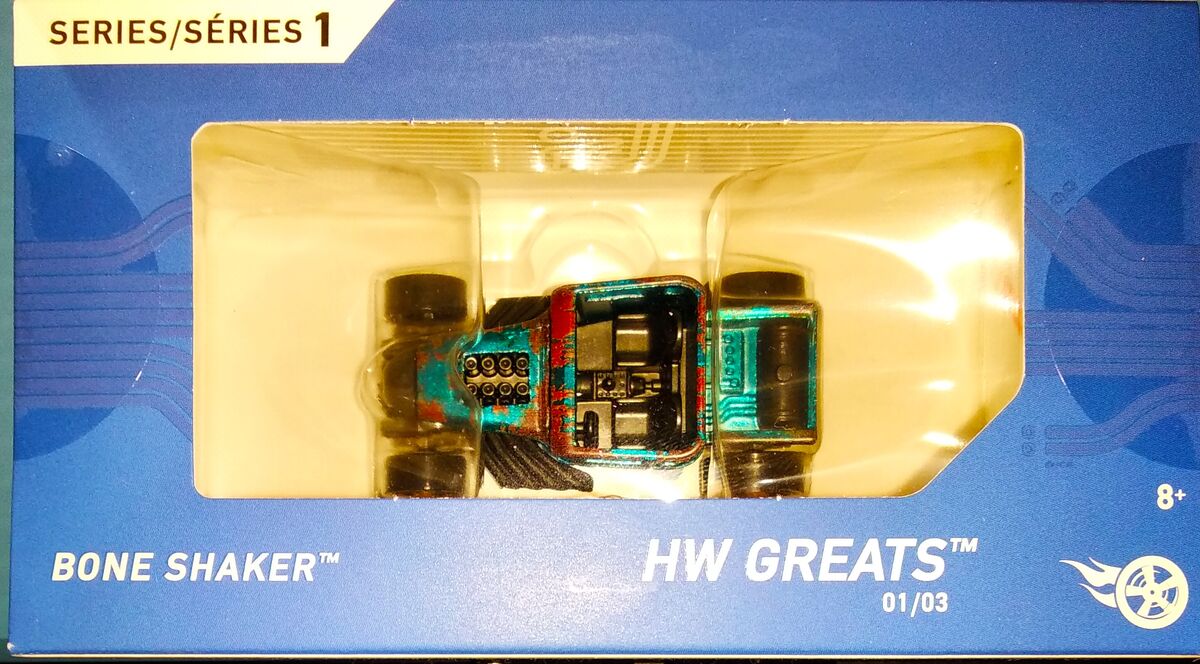 SERIES/SÉRIES 1
BONE SHAKER™
HW GREATS™
01/03
8+